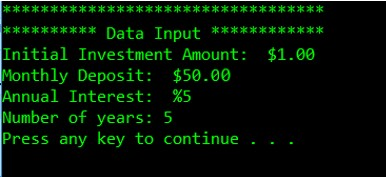 **********************************
********** Data Input ************
Initial Investment Amount:  $1.00
Monthly Deposit:  $50.00
Annual Interest:  %5
Number of years: 5
Press any key to continue . . .